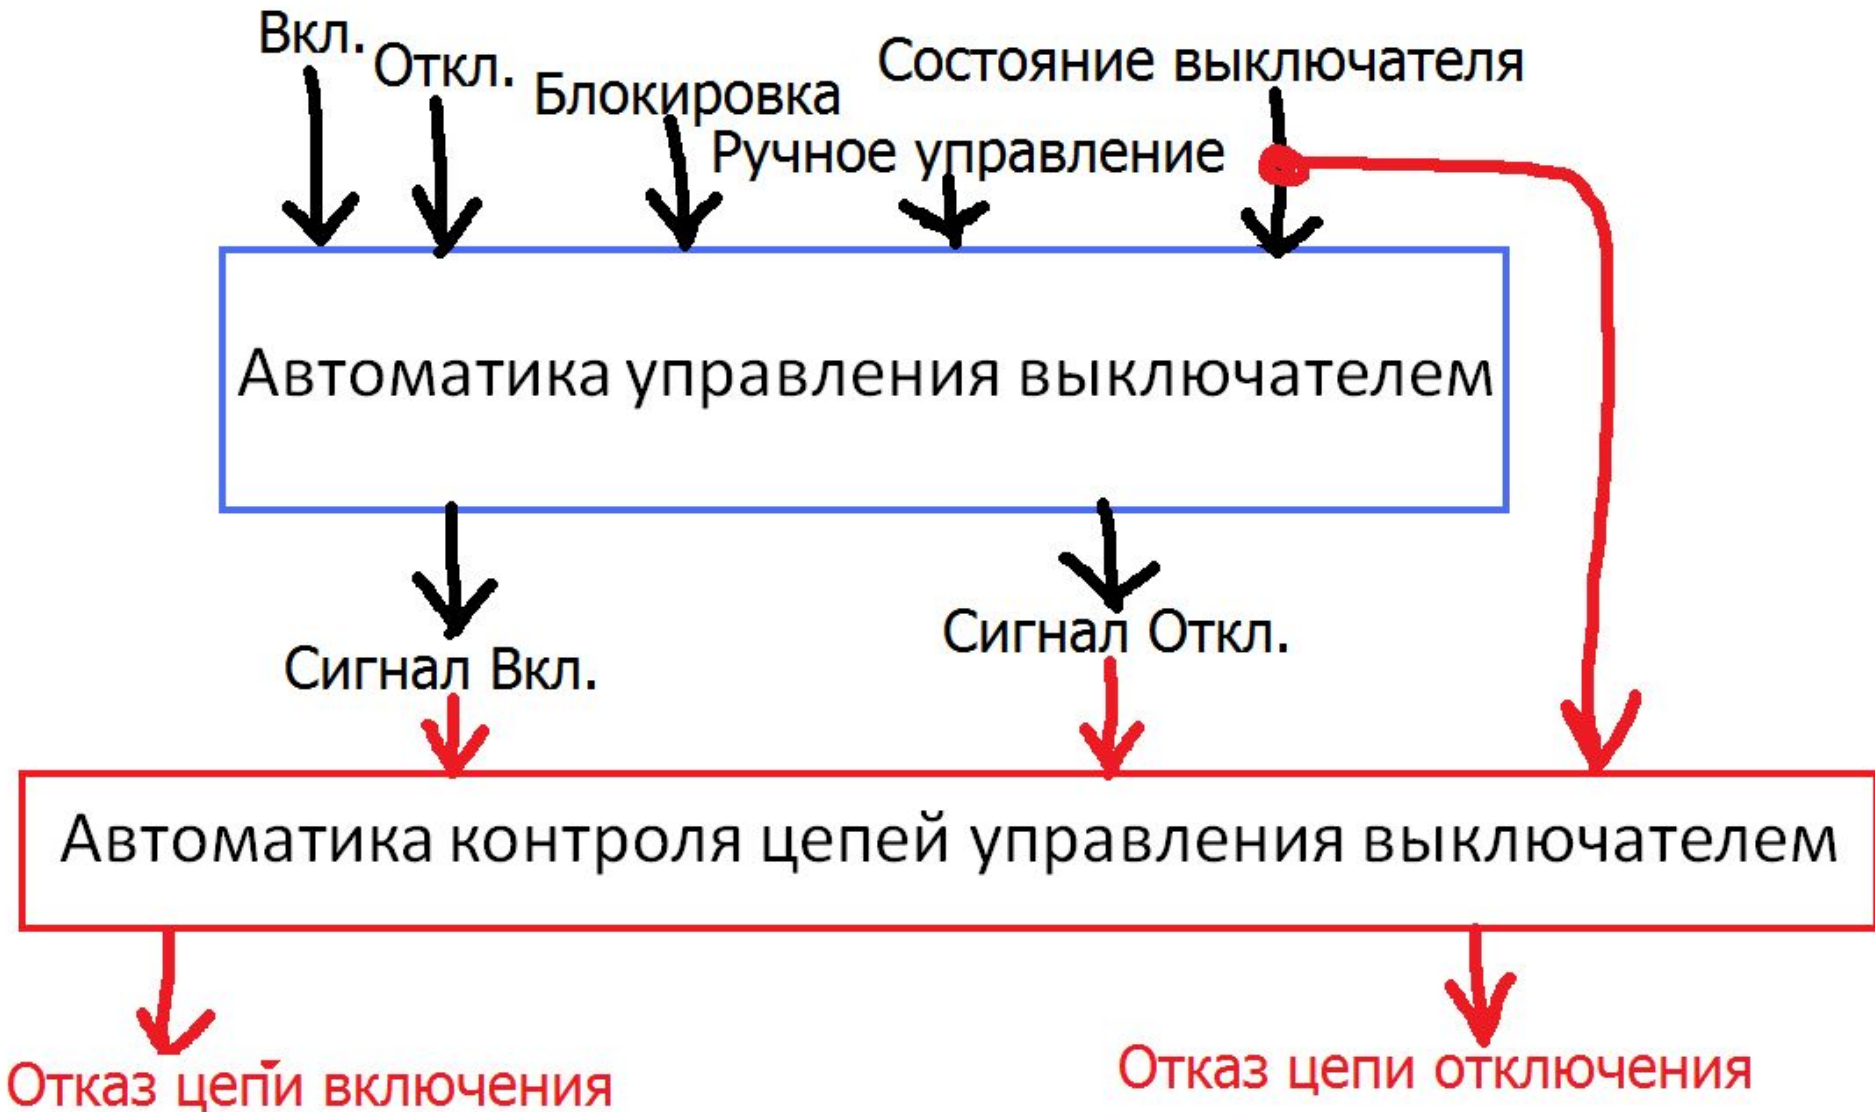 Вкл.
Откл.
Блокировка
Состояние выключателя
Ручное управление
Автоматика управления выключателем
Сигнал Вкл.
Сигнал Откл.
Автоматика контроля цепей управления выключателем
Отказ цепи включения
Отказ цепи отключения